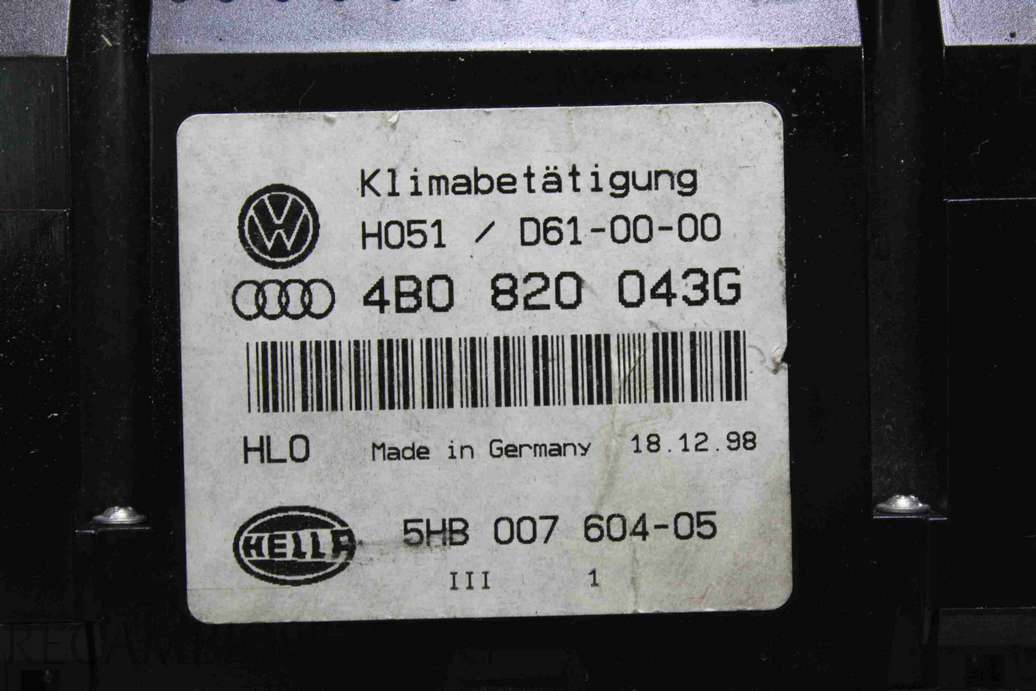 Klimabetätigung
H051 / D61-00-00
4B0 820 043G
HLO Made in Germany 18.12.98
HELLA 5HB 007 604-05
III 1